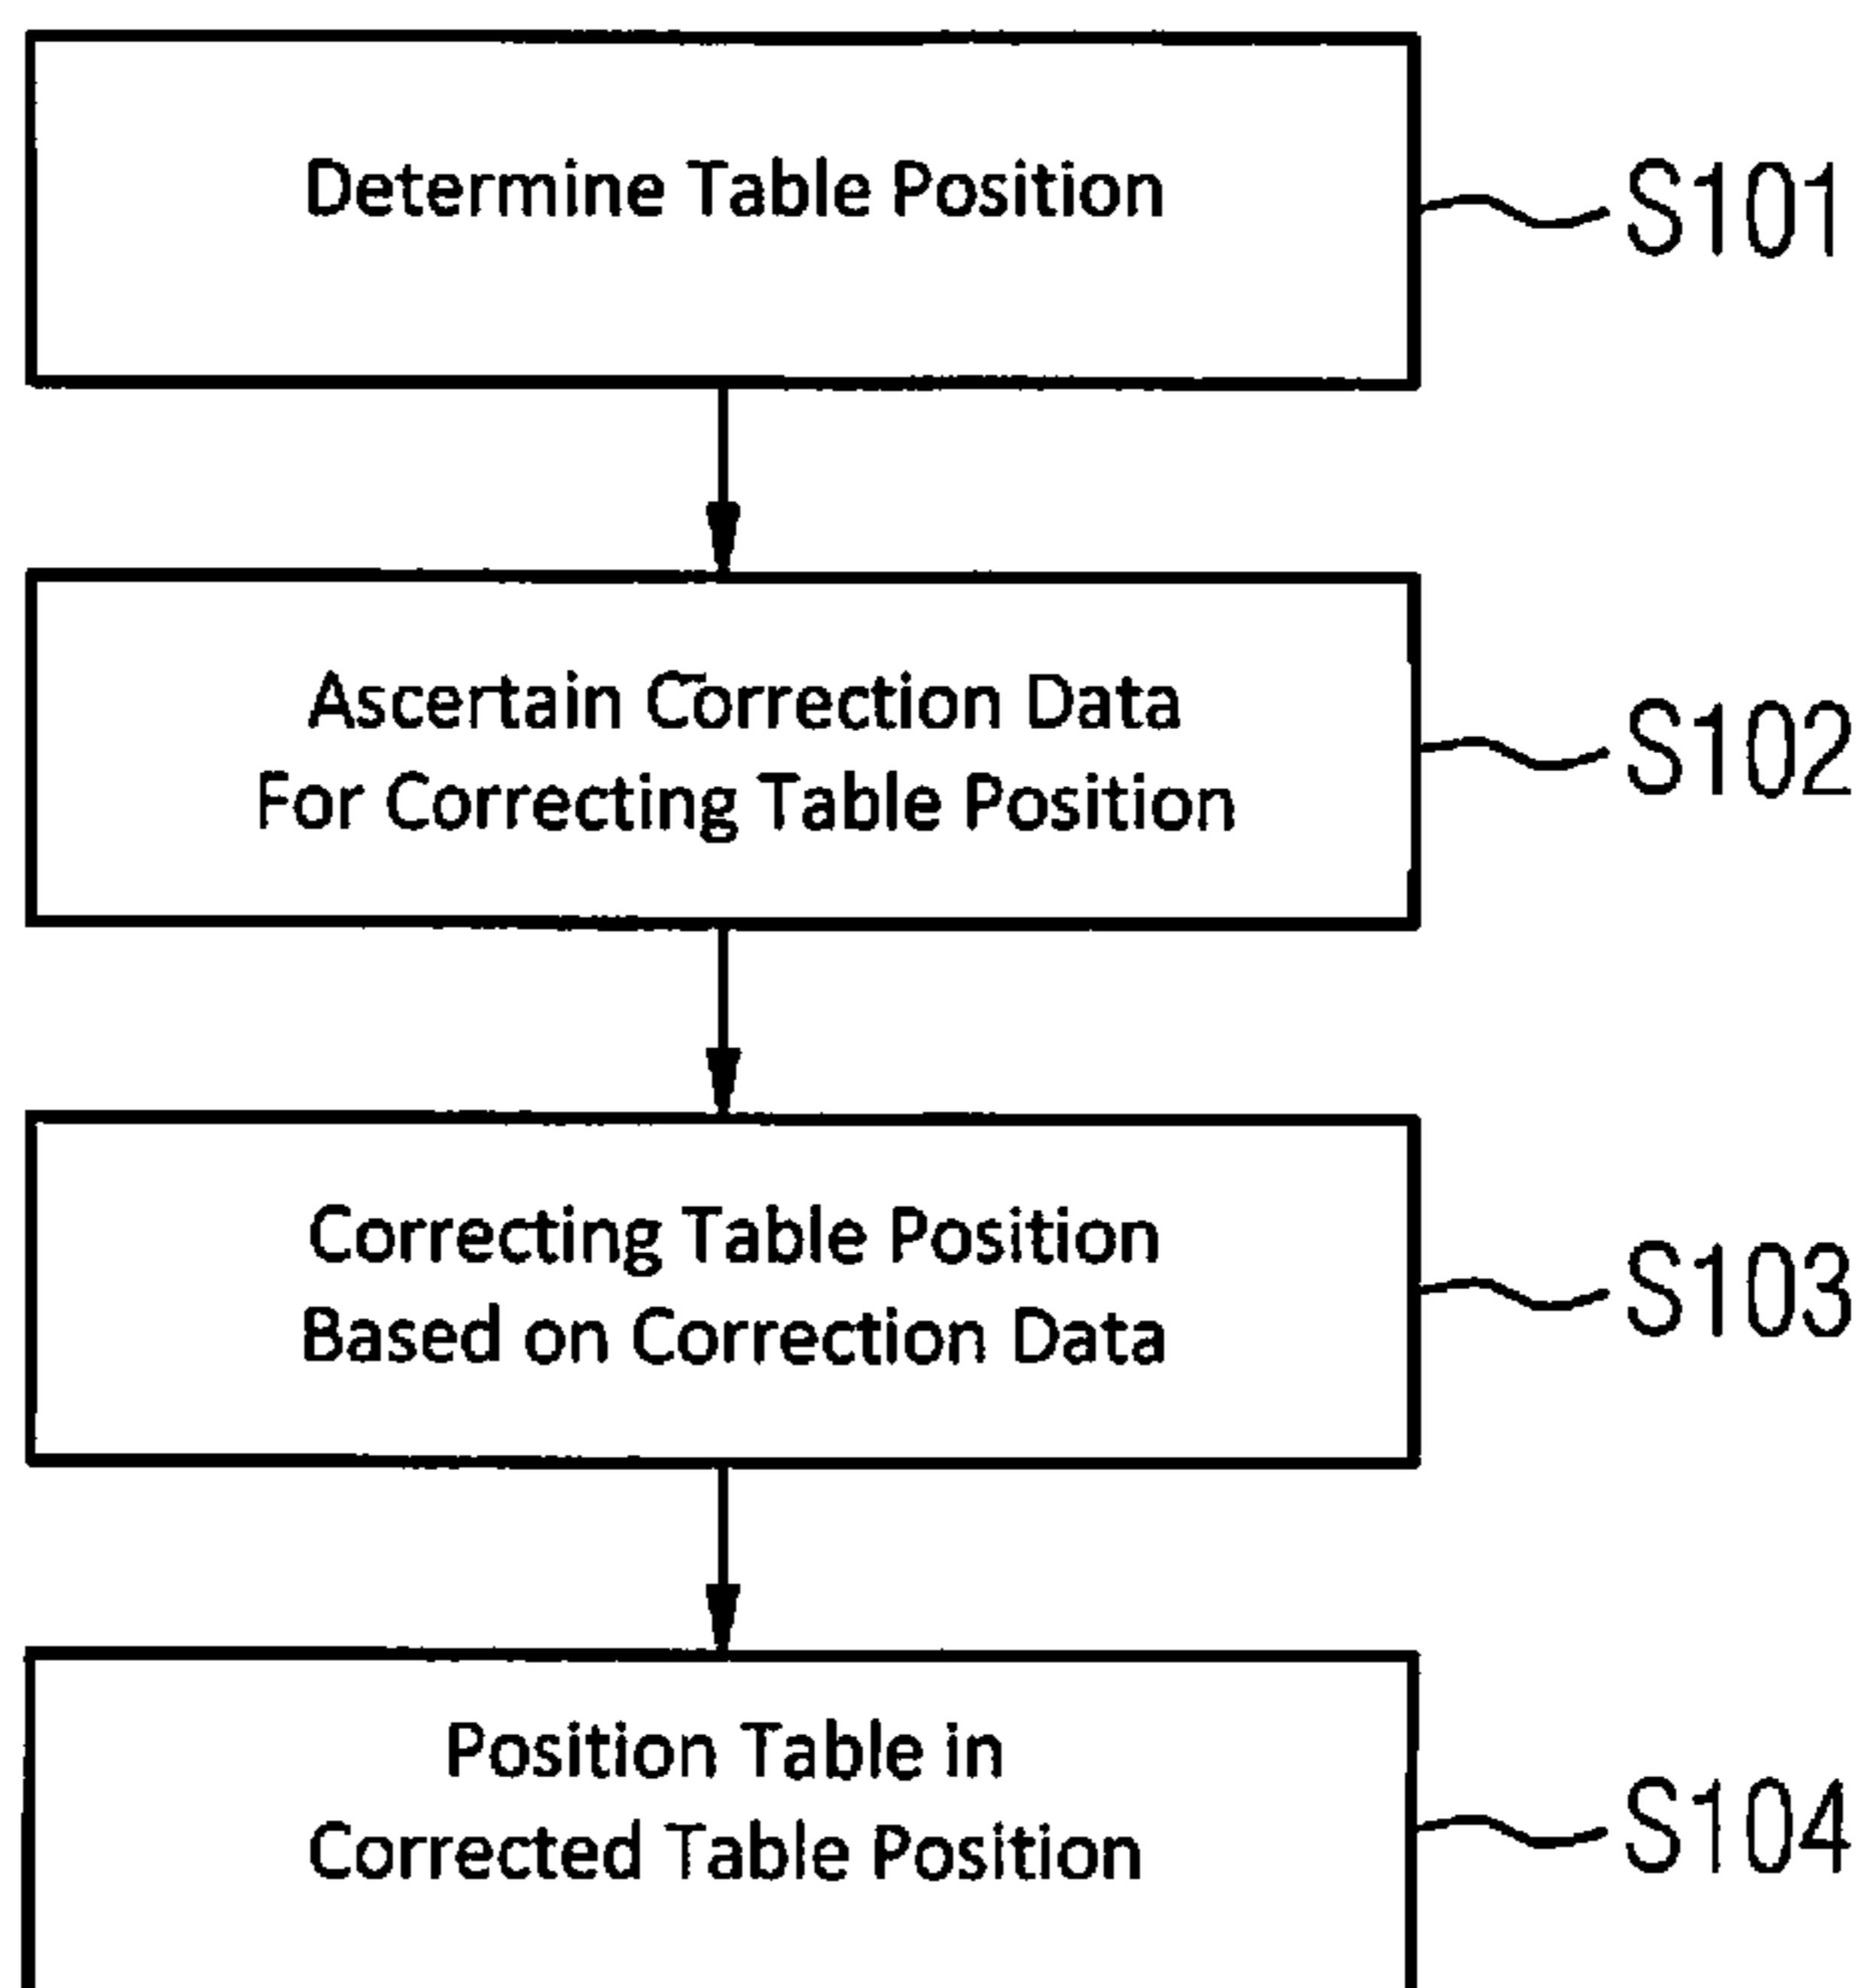 Determine Table Position
S101
Ascertain Correction Data
For Correcting Table Position
S102
Correcting Table Position
Based on Correction Data
S103
Position Table in
Corrected Table Position
S104